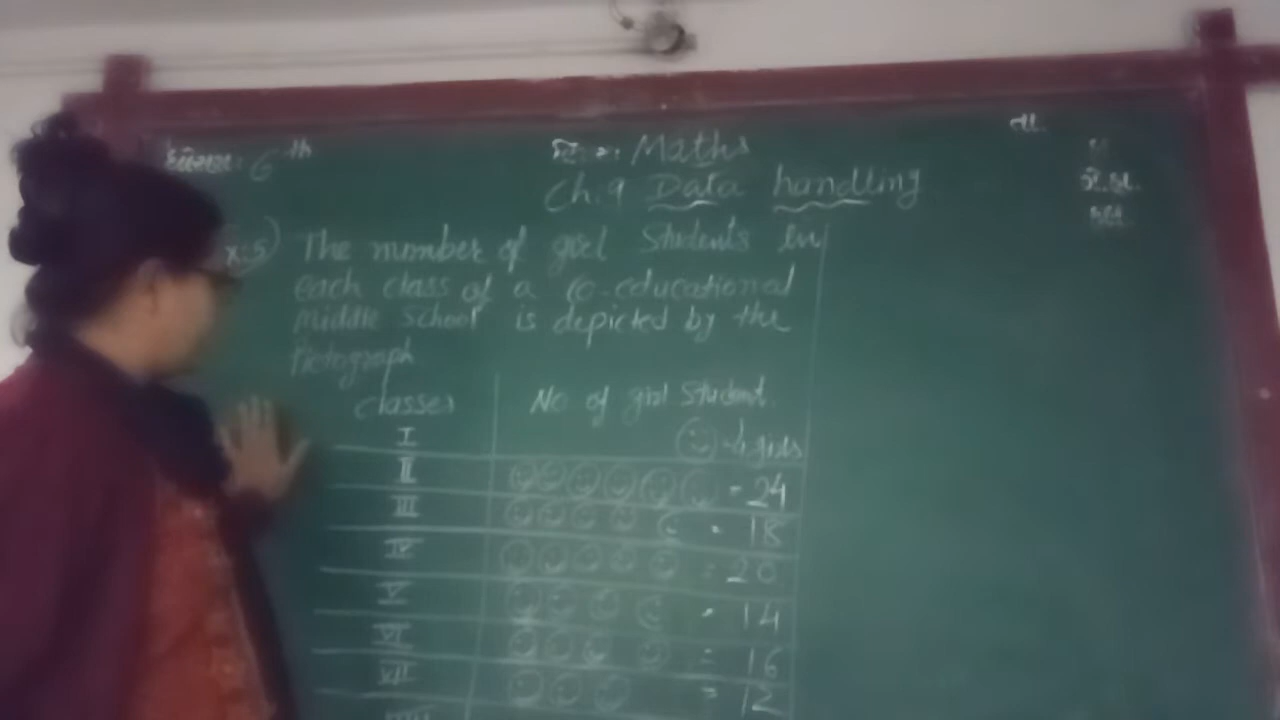 6th
Maths
Ch.9 Data handling
x:5) The number of girl Students in
each class of a Co-educational
Middle School is depicted by the
Pictograph
classes No of girl Student.
I - 4 girls
II - 24
III - 18
IV - 20
V - 14
VI = 16
VII = 12